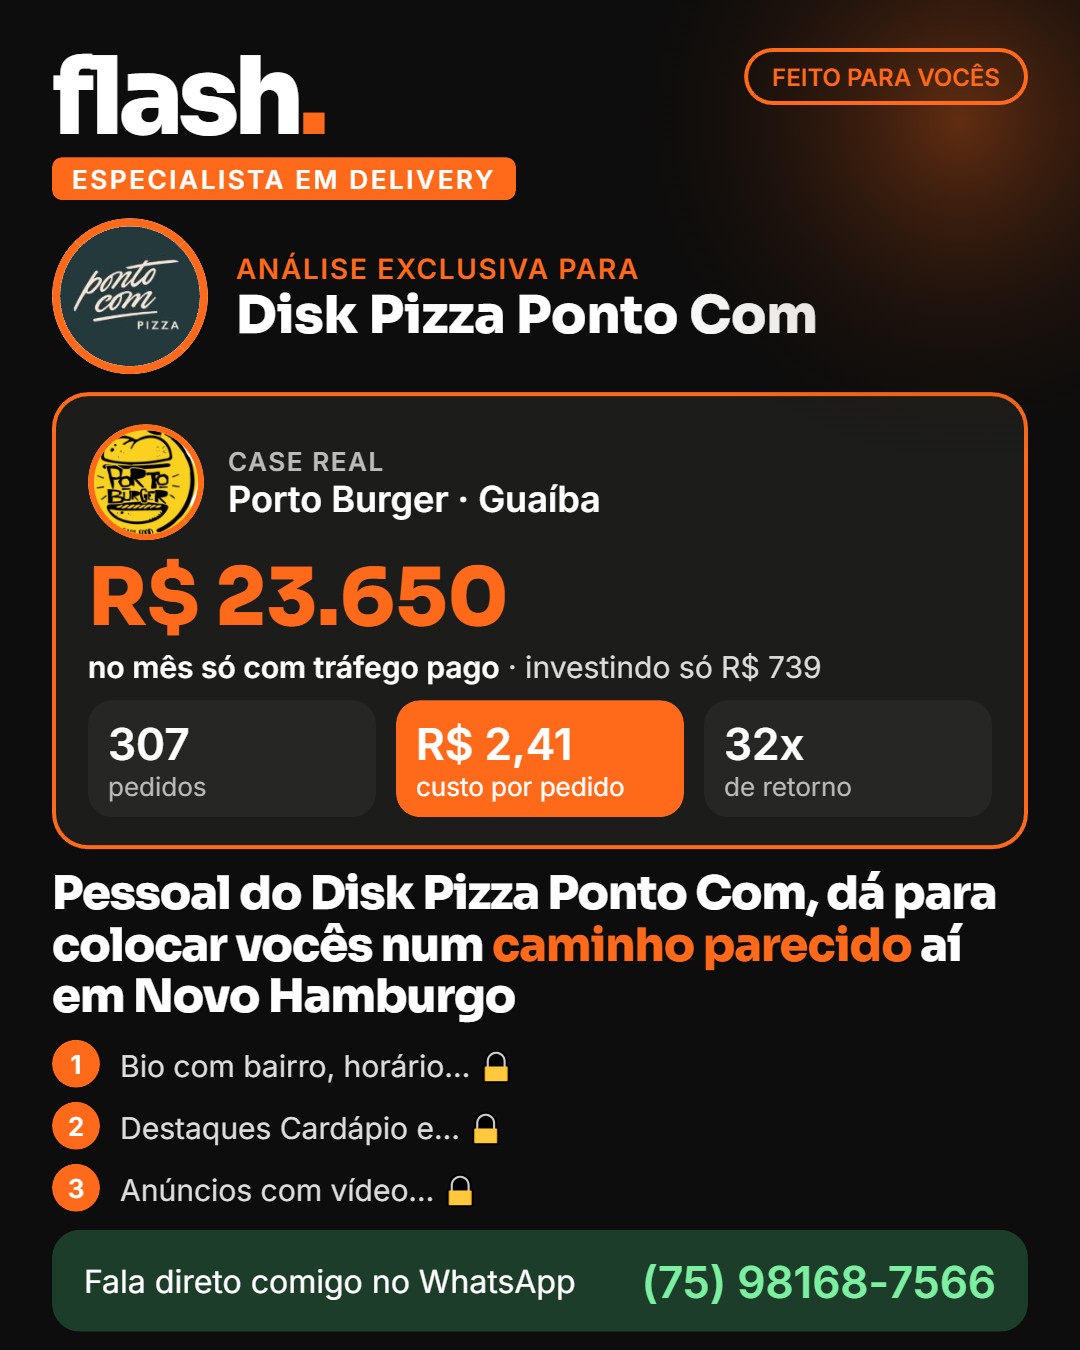 flash.
FEITO PARA VOCÊS
ESPECIALISTA EM DELIVERY
ponto
com
PIZZA
ANÁLISE EXCLUSIVA PARA
Disk Pizza Ponto Com
PORTO
BURGER
CASE REAL
Porto Burger · Guaíba
R$ 23.650
no mês só com tráfego pago · investindo só R$ 739
307
pedidos
R$ 2,41
custo por pedido
32x
de retorno
Pessoal do Disk Pizza Ponto Com, dá para
colocar vocês num caminho parecido aí
em Novo Hamburgo
1 Bio com bairro, horário... 🔒
2 Destaques Cardápio e... 🔒
3 Anúncios com vídeo... 🔒
Fala direto comigo no WhatsApp (75) 98168-7566